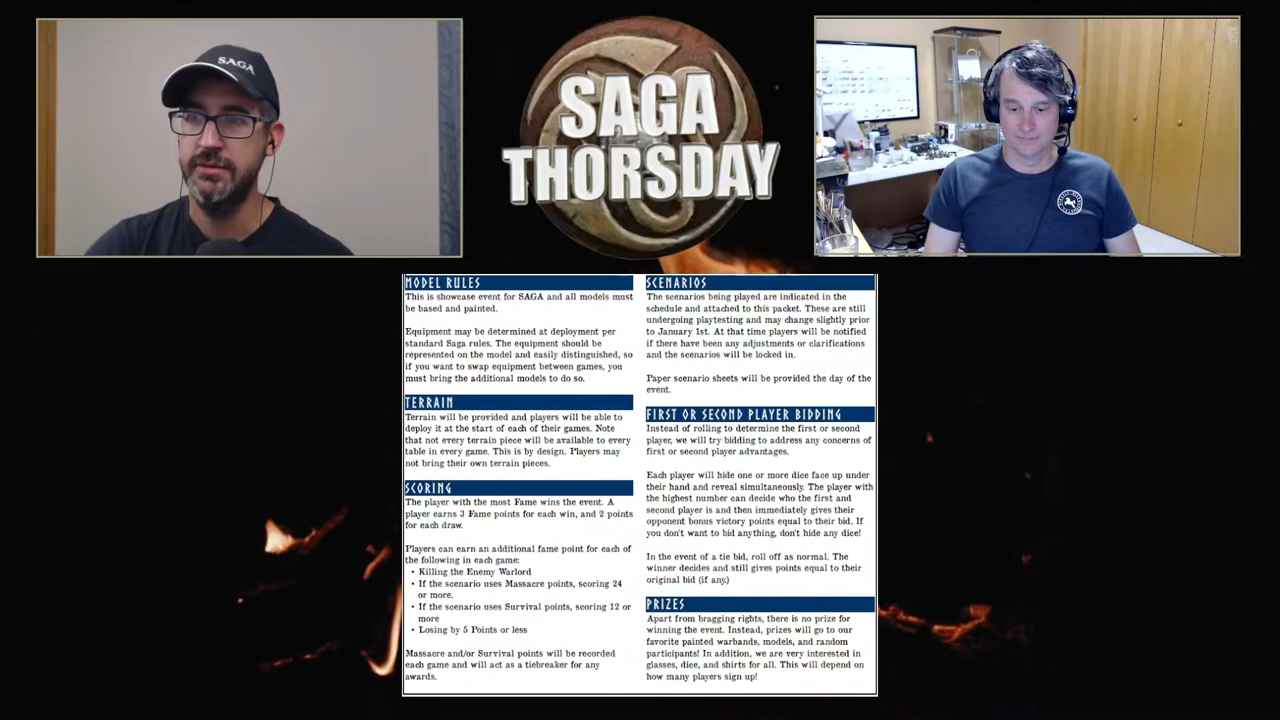 SAGA
SAGA
THORSDAY
MODEL RULES
This is showcase event for SAGA and all models must
be based and painted.
Equipment may be determined at deployment per
standard Saga rules. The equipment should be
represented on the model and easily distinguished, so
if you want to swap equipment between games, you
must bring the additional models to do so.
TERRAIN
Terrain will be provided and players will be able to
deploy it at the start of each of their games. Note
that not every terrain piece will be available to every
table in every game. This is by design. Players may
not bring their own terrain pieces.
SCORING
The player with the most Fame wins the event. A
player earns 3 Fame points for each win, and 2 points
for each draw.
Players can earn an additional fame point for each of
the following in each game:
• Killing the Enemy Warlord
• If the scenario uses Massacre points, scoring 24
or more.
• If the scenario uses Survival points, scoring 12 or
more
• Losing by 5 Points or less
Massacre and/or Survival points will be recorded
each game and will act as a tiebreaker for any
awards.
SCENARIOS
The scenarios being played are indicated in the
schedule and attached to this packet. These are still
undergoing playtesting and may change slightly prior
to January 1st. At that time players will be notified
if there have been any adjustments or clarifications
and the scenarios will be locked in.
Paper scenario sheets will be provided the day of the
event.
FIRST OR SECOND PLAYER BIDDING
Instead of rolling to determine the first or second
player, we will try bidding to address any concerns of
first or second player advantages.
Each player will hide one or more dice face up under
their hand and reveal simultaneously. The player with
the highest number can decide who the first and
second player is and then immediately gives their
opponent bonus victory points equal to their bid. If
you don't want to bid anything, don't hide any dice!
In the event of a tie bid, roll off as normal. The
winner decides and still gives points equal to their
original bid (if any.)
PRIZES
Apart from bragging rights, there is no prize for
winning the event. Instead, prizes will go to our
favorite painted warbands, models, and random
participants! In addition, we are very interested in
glasses, dice, and shirts for all. This will depend on
how many players sign up!